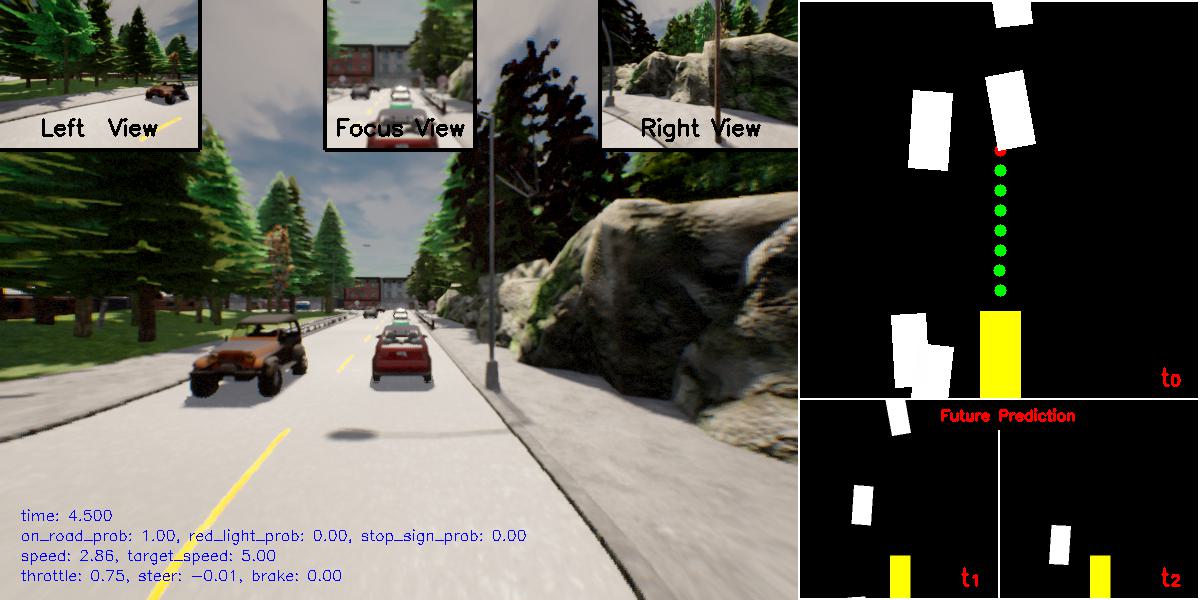 Left View
Focus View
Right View
time: 4.500
on_road_prob: 1.00, red_light_prob: 0.00, stop_sign_prob: 0.00
speed: 2.86, target_speed: 5.00
throttle: 0.75, steer: -0.01, brake: 0.00
t0
Future Prediction
t1
t2